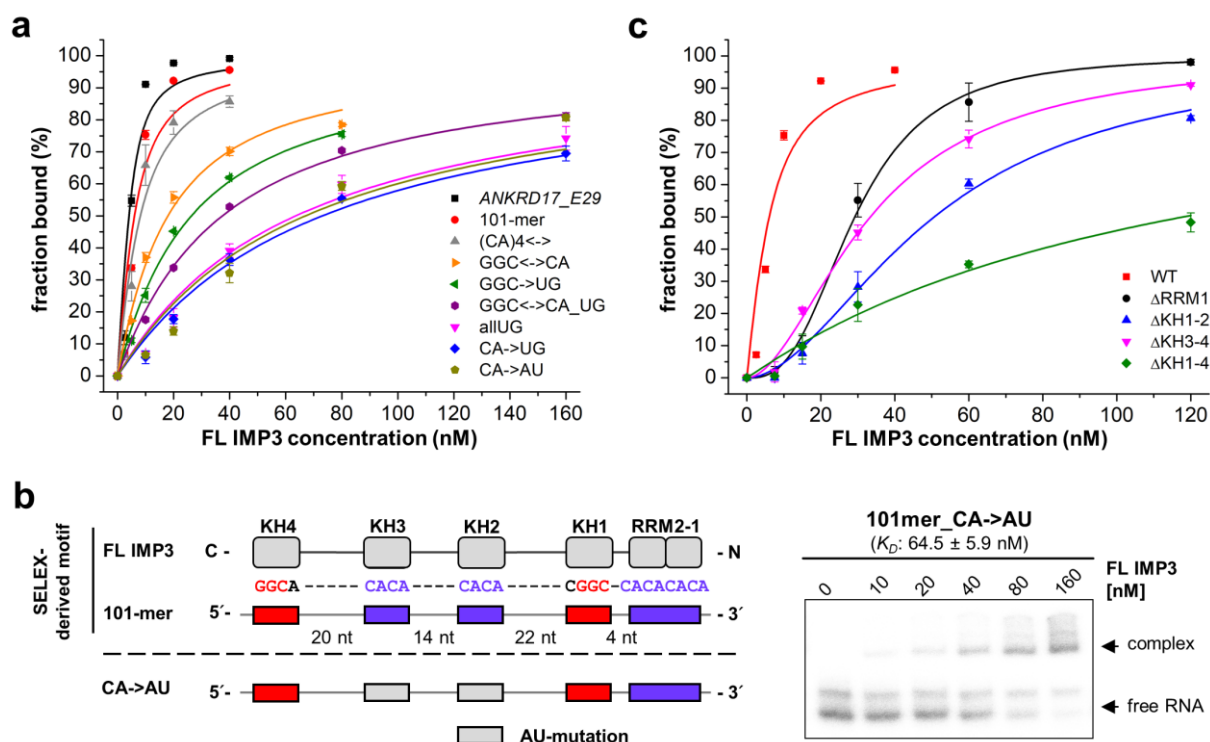 a
100
90
80
70
60
50
40
30
20
10
0
fraction bound (%)
0 20 40 60 80 100 120 140 160
FL IMP3 concentration (nM)
ANKRD17_E29
101-mer
(CA)4<->
GGC<->CA
GGC->UG
GGC<->CA_UG
allUG
CA->UG
CA->AU
c
100
90
80
70
60
50
40
30
20
10
0
fraction bound (%)
0 20 40 60 80 100 120
FL IMP3 concentration (nM)
WT
ΔRRM1
ΔKH1-2
ΔKH3-4
ΔKH1-4
b
SELEX-
derived motif
KH4 KH3 KH2 KH1 RRM2-1
FL IMP3 C - - N
GGCA ------ CACA ---- CACA ------ CGGC - CACACACA
101-mer 5´- - 3´
20 nt 14 nt 22 nt 4 nt
CA->AU 5´- - 3´
AU-mutation
101mer_CA->AU
(KD: 64.5 ± 5.9 nM)
0 10 20 40 80 160
FL IMP3
[nM]
complex
free RNA